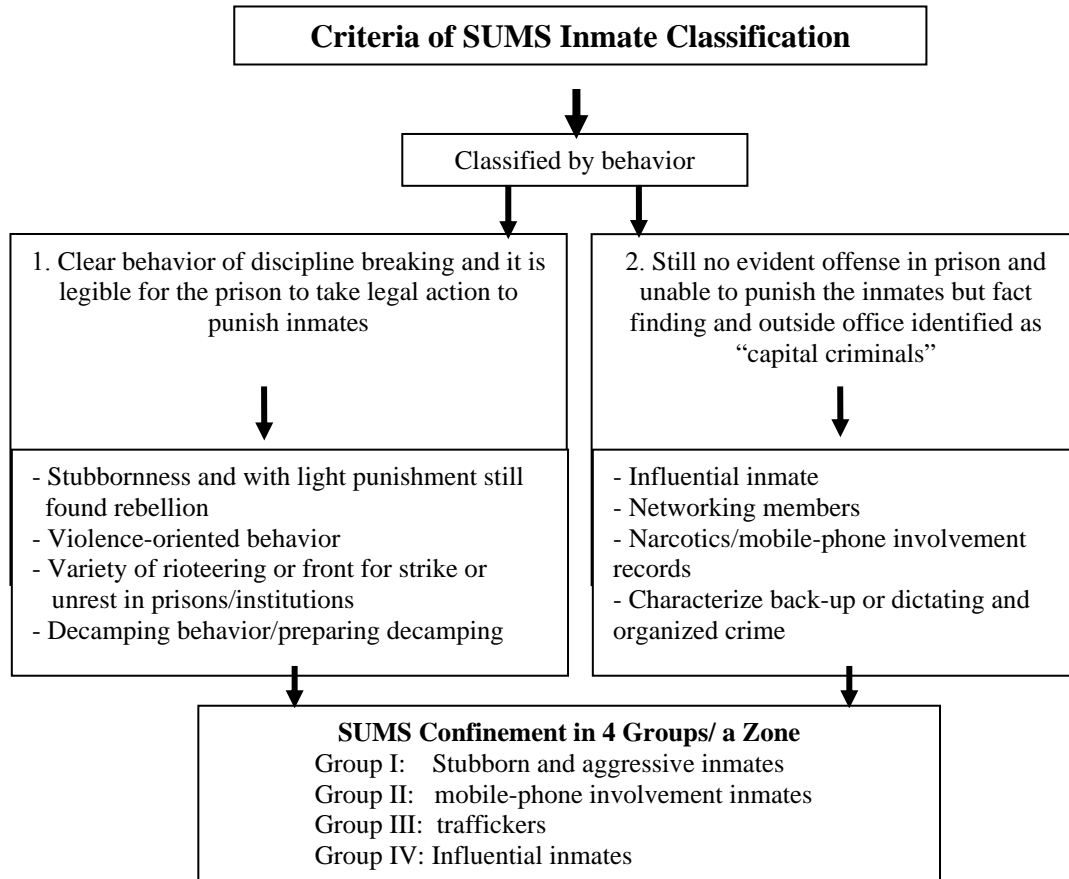 Criteria of SUMS Inmate Classification
Classified by behavior
1. Clear behavior of discipline breaking and it is
legible for the prison to take legal action to
punish inmates
2. Still no evident offense in prison and
unable to punish the inmates but fact
finding and outside office identified as
“capital criminals”
- Stubbornness and with light punishment still
found rebellion
- Violence-oriented behavior
- Variety of rioteering or front for strike or
unrest in prisons/institutions
- Decamping behavior/preparing decamping
- Influential inmate
- Networking members
- Narcotics/mobile-phone involvement
records
- Characterize back-up or dictating and
organized crime
SUMS Confinement in 4 Groups/ a Zone
Group I: Stubborn and aggressive inmates
Group II: mobile-phone involvement inmates
Group III: traffickers
Group IV: Influential inmates